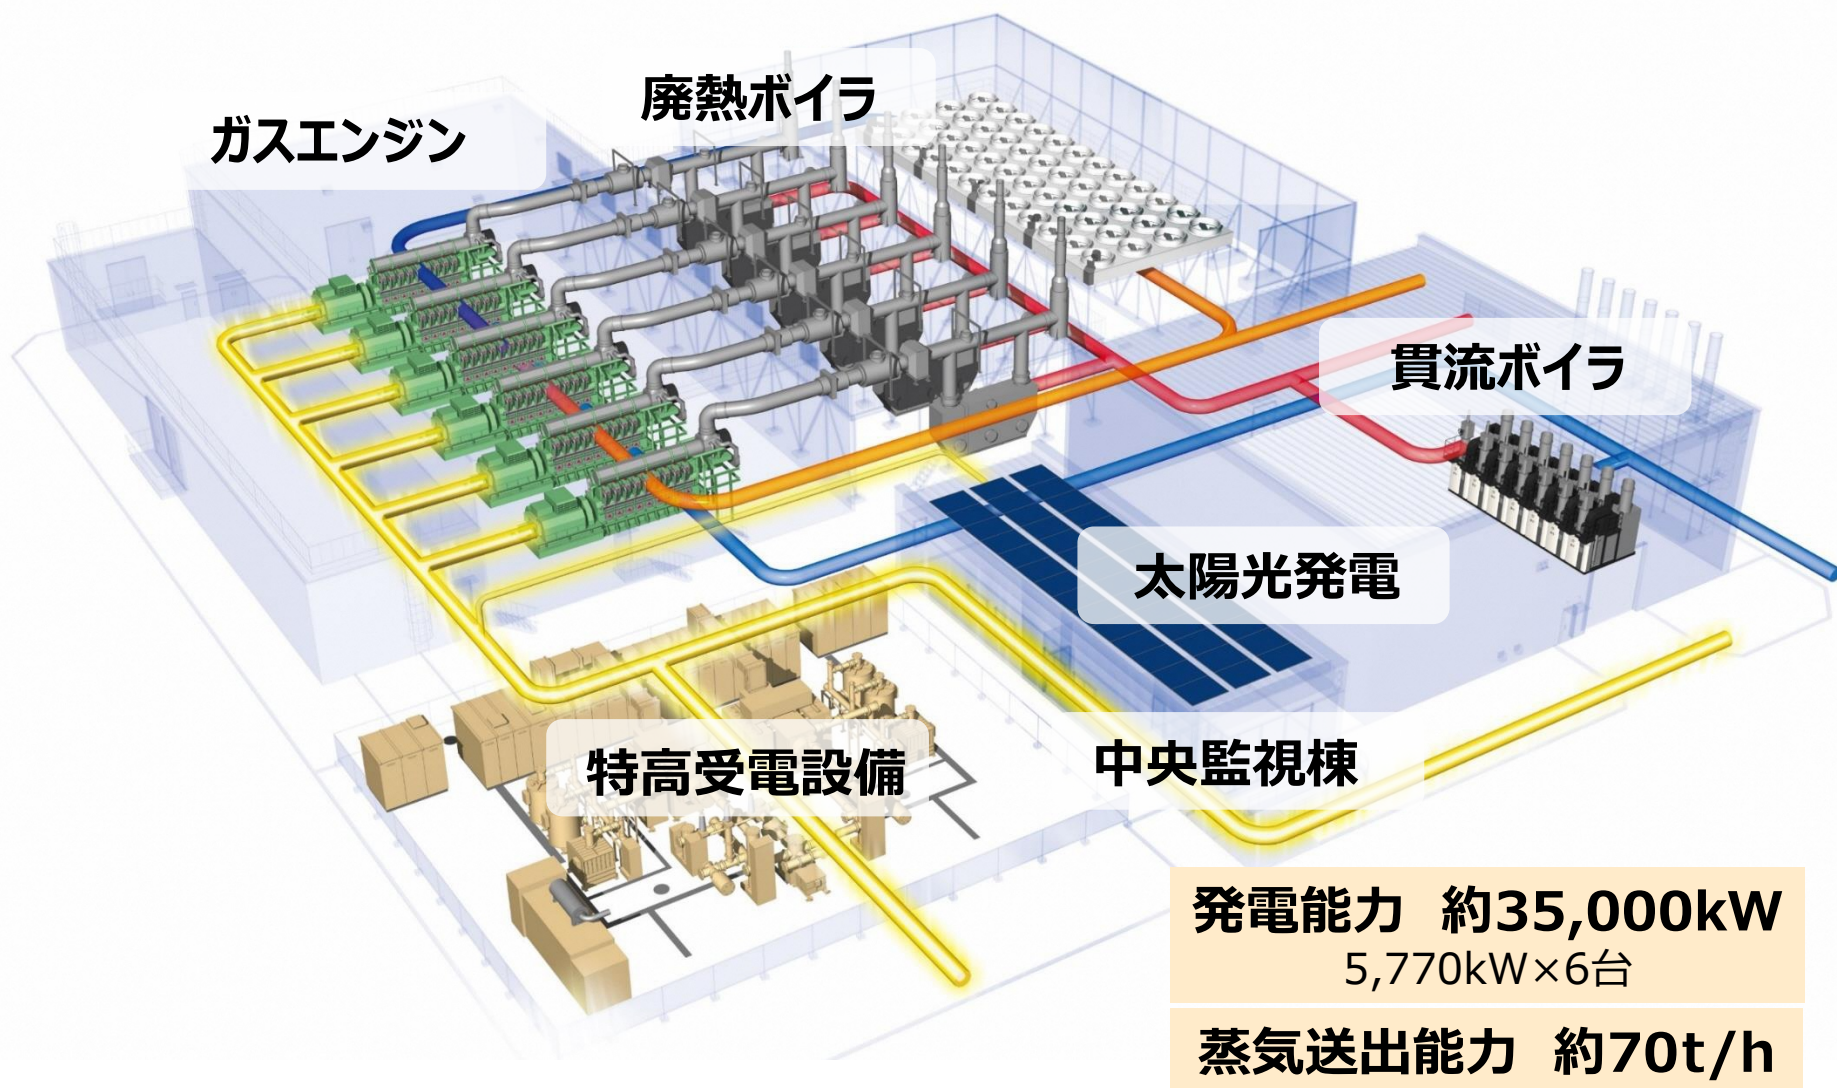 廃熱ボイラ
ガスエンジン
貫流ボイラ
太陽光発電
特高受電設備
中央監視棟
発電能力 約35,000kW
5,770kW×6台
蒸気送出能力 約70t/h